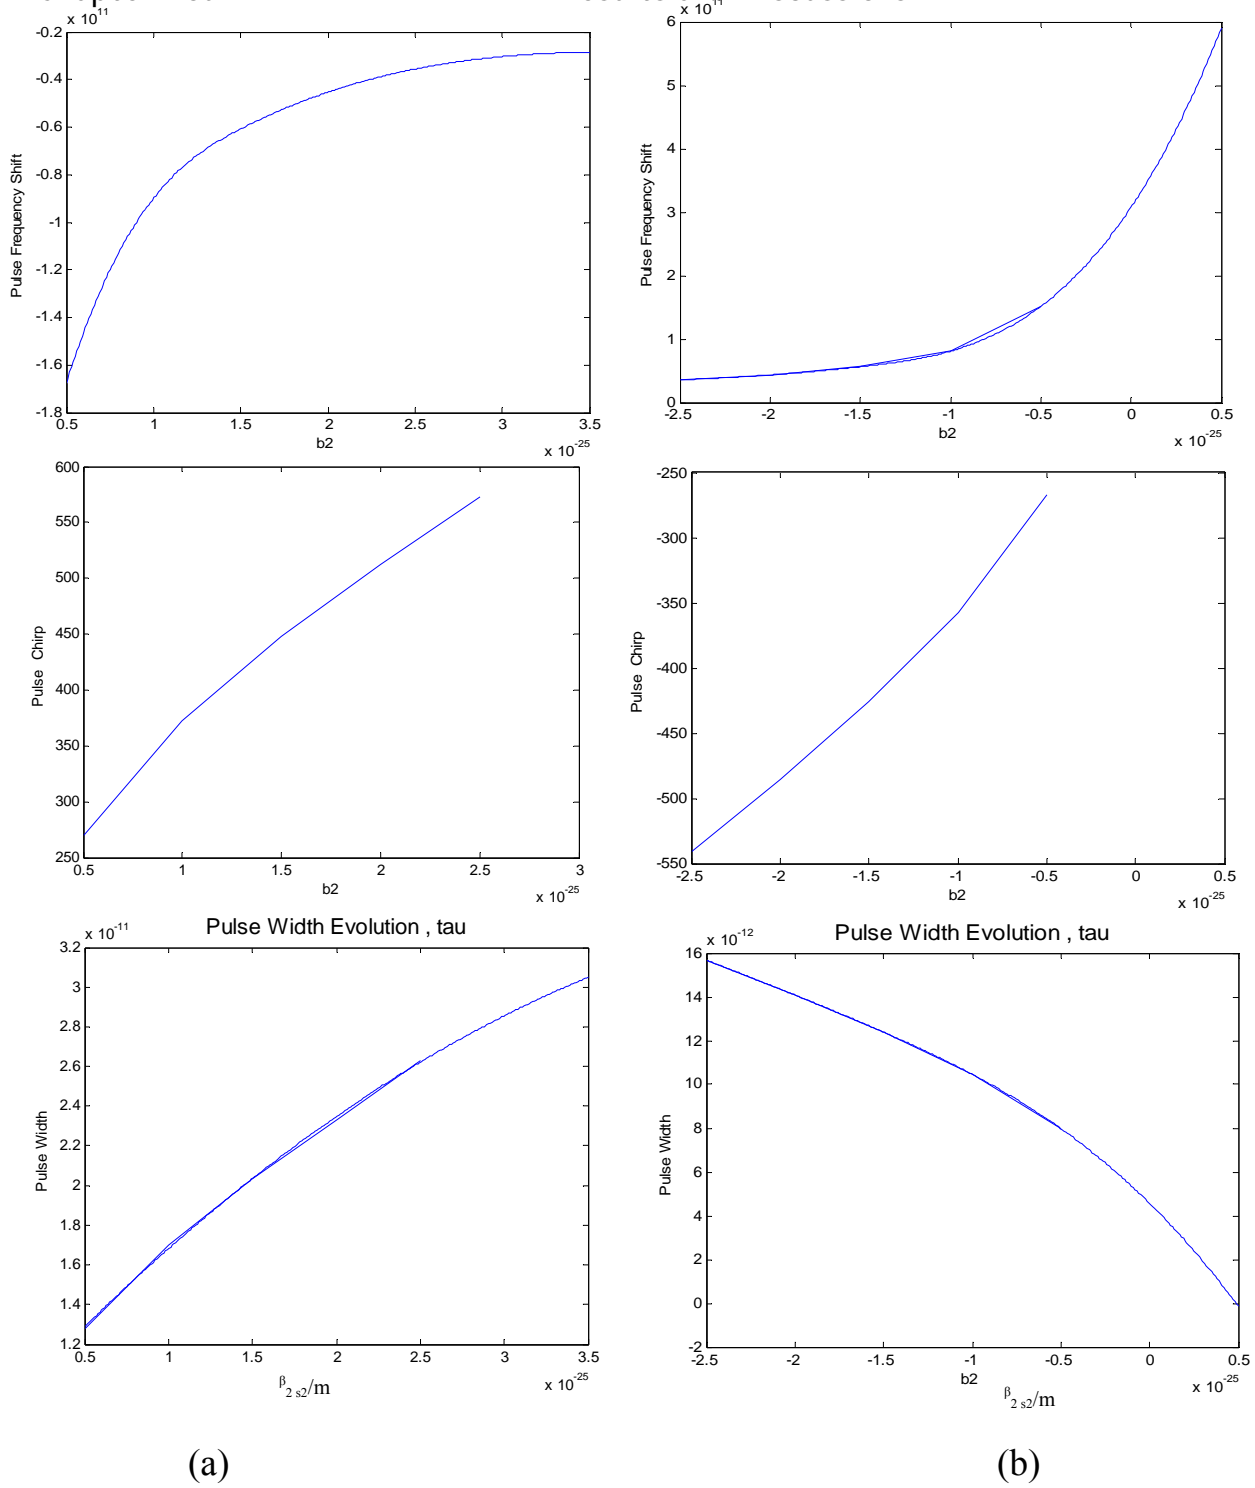 x 10^11
-0.2
-0.4
-0.6
-0.8
-1
-1.2
-1.4
-1.6
-1.8
Pulse Frequency Shift
0.5 1 1.5 2 2.5 3 3.5
b2
x 10^-25
6
5
4
3
2
1
0
Pulse Frequency Shift
-2.5 -2 -1.5 -1 -0.5 0 0.5
b2
x 10^-25
600
550
500
450
400
350
300
250
Pulse Chirp
0.5 1 1.5 2 2.5 3
b2
x 10^-25
-250
-300
-350
-400
-450
-500
-550
Pulse Chirp
-2.5 -2 -1.5 -1 -0.5 0 0.5
b2
x 10^-25
Pulse Width Evolution , tau
x 10^-11
3.2
3
2.8
2.6
2.4
2.2
2
1.8
1.6
1.4
1.2
Pulse Width
0.5 1 1.5 2 2.5 3 3.5
x 10^-25
β2 s2/m
Pulse Width Evolution , tau
x 10^-12
16
14
12
10
8
6
4
2
0
-2
Pulse Width
-2.5 -2 -1.5 -1 -0.5 0 0.5
b2
x 10^-25
β2 s2/m
(a)
(b)